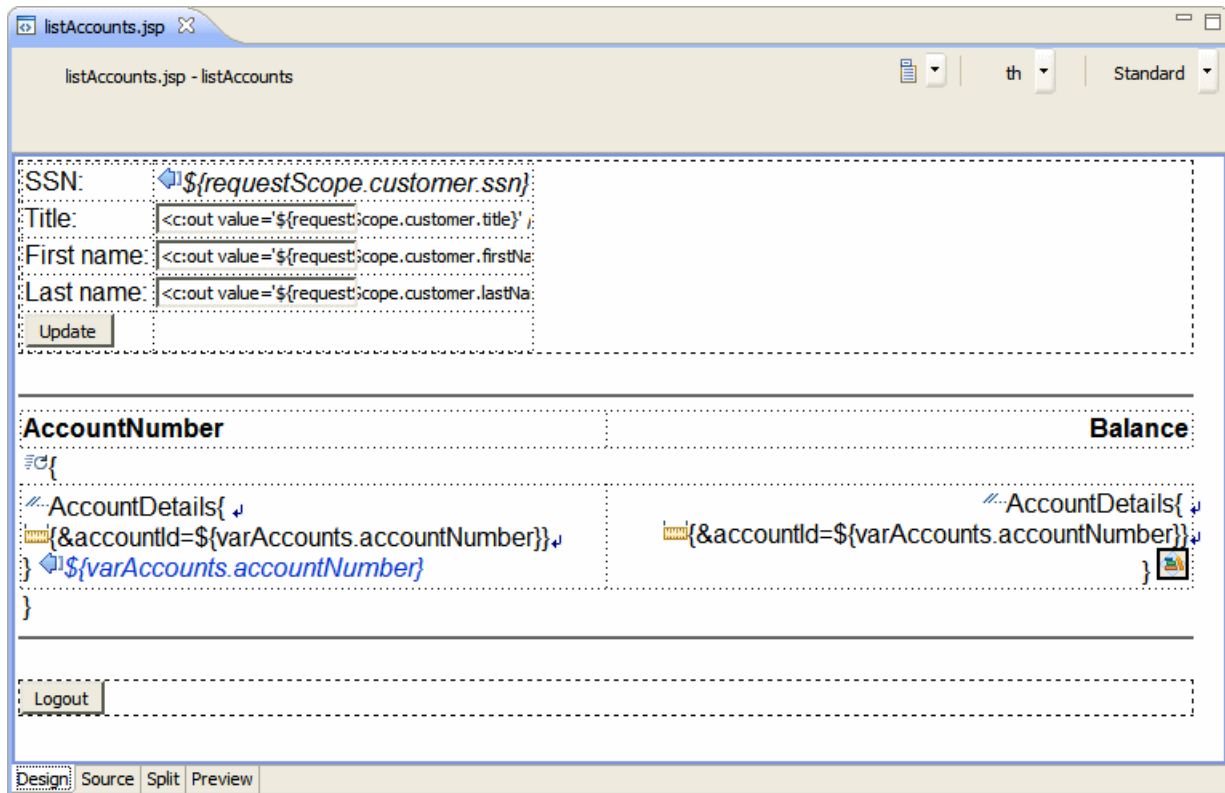 listAccounts.jsp
listAccounts.jsp - listAccounts
th
Standard
SSN: ${requestScope.customer.ssn}
Title: <c:out value='${requestScope.customer.title}' /
First name: <c:out value='${requestScope.customer.firstNa
Last name: <c:out value='${requestScope.customer.lastNa
Update
AccountNumber Balance
{
AccountDetails{ AccountDetails{
{&accountId=${varAccounts.accountNumber}} {&accountId=${varAccounts.accountNumber}}
} ${varAccounts.accountNumber} }
}
Logout
Design Source Split Preview